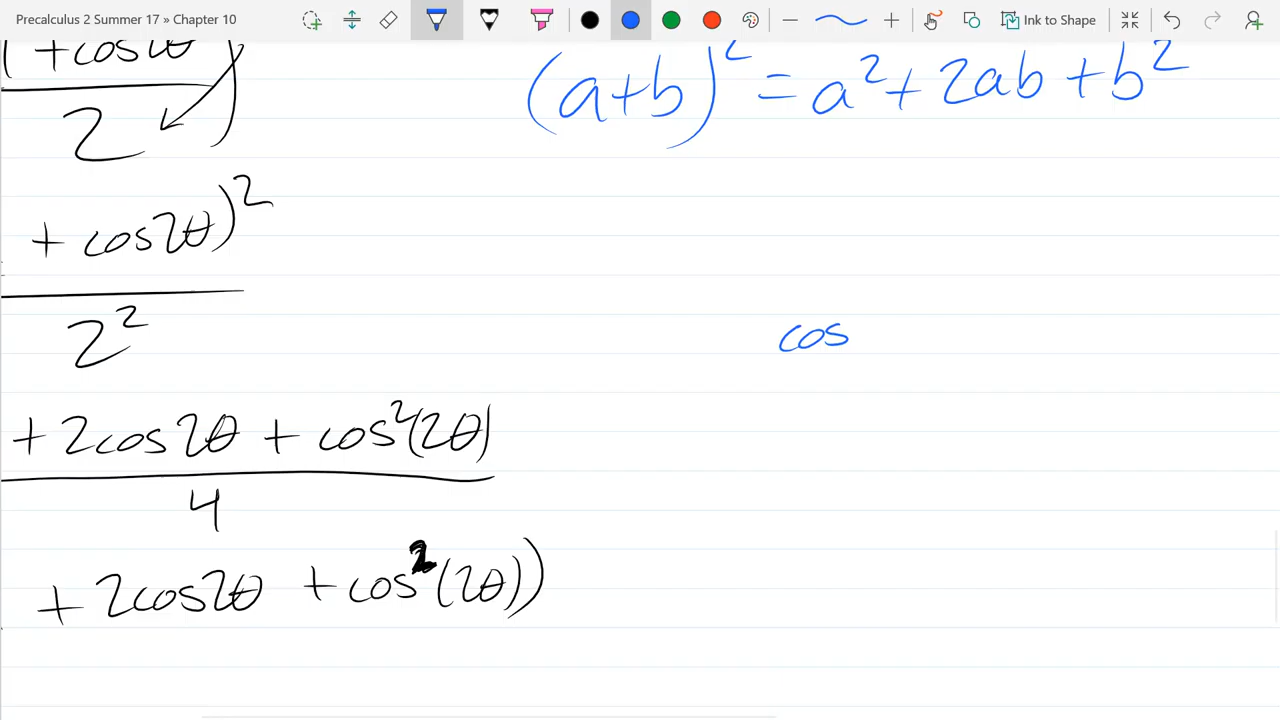 Precalculus 2 Summer 17 » Chapter 10
Ink to Shape
(1+cos2θ
2
(a+b)² = a² + 2ab + b²
+ cos2θ)²
2²
cos
+ 2cos2θ + cos²(2θ)
4
+ 2cos2θ + cos²(2θ))